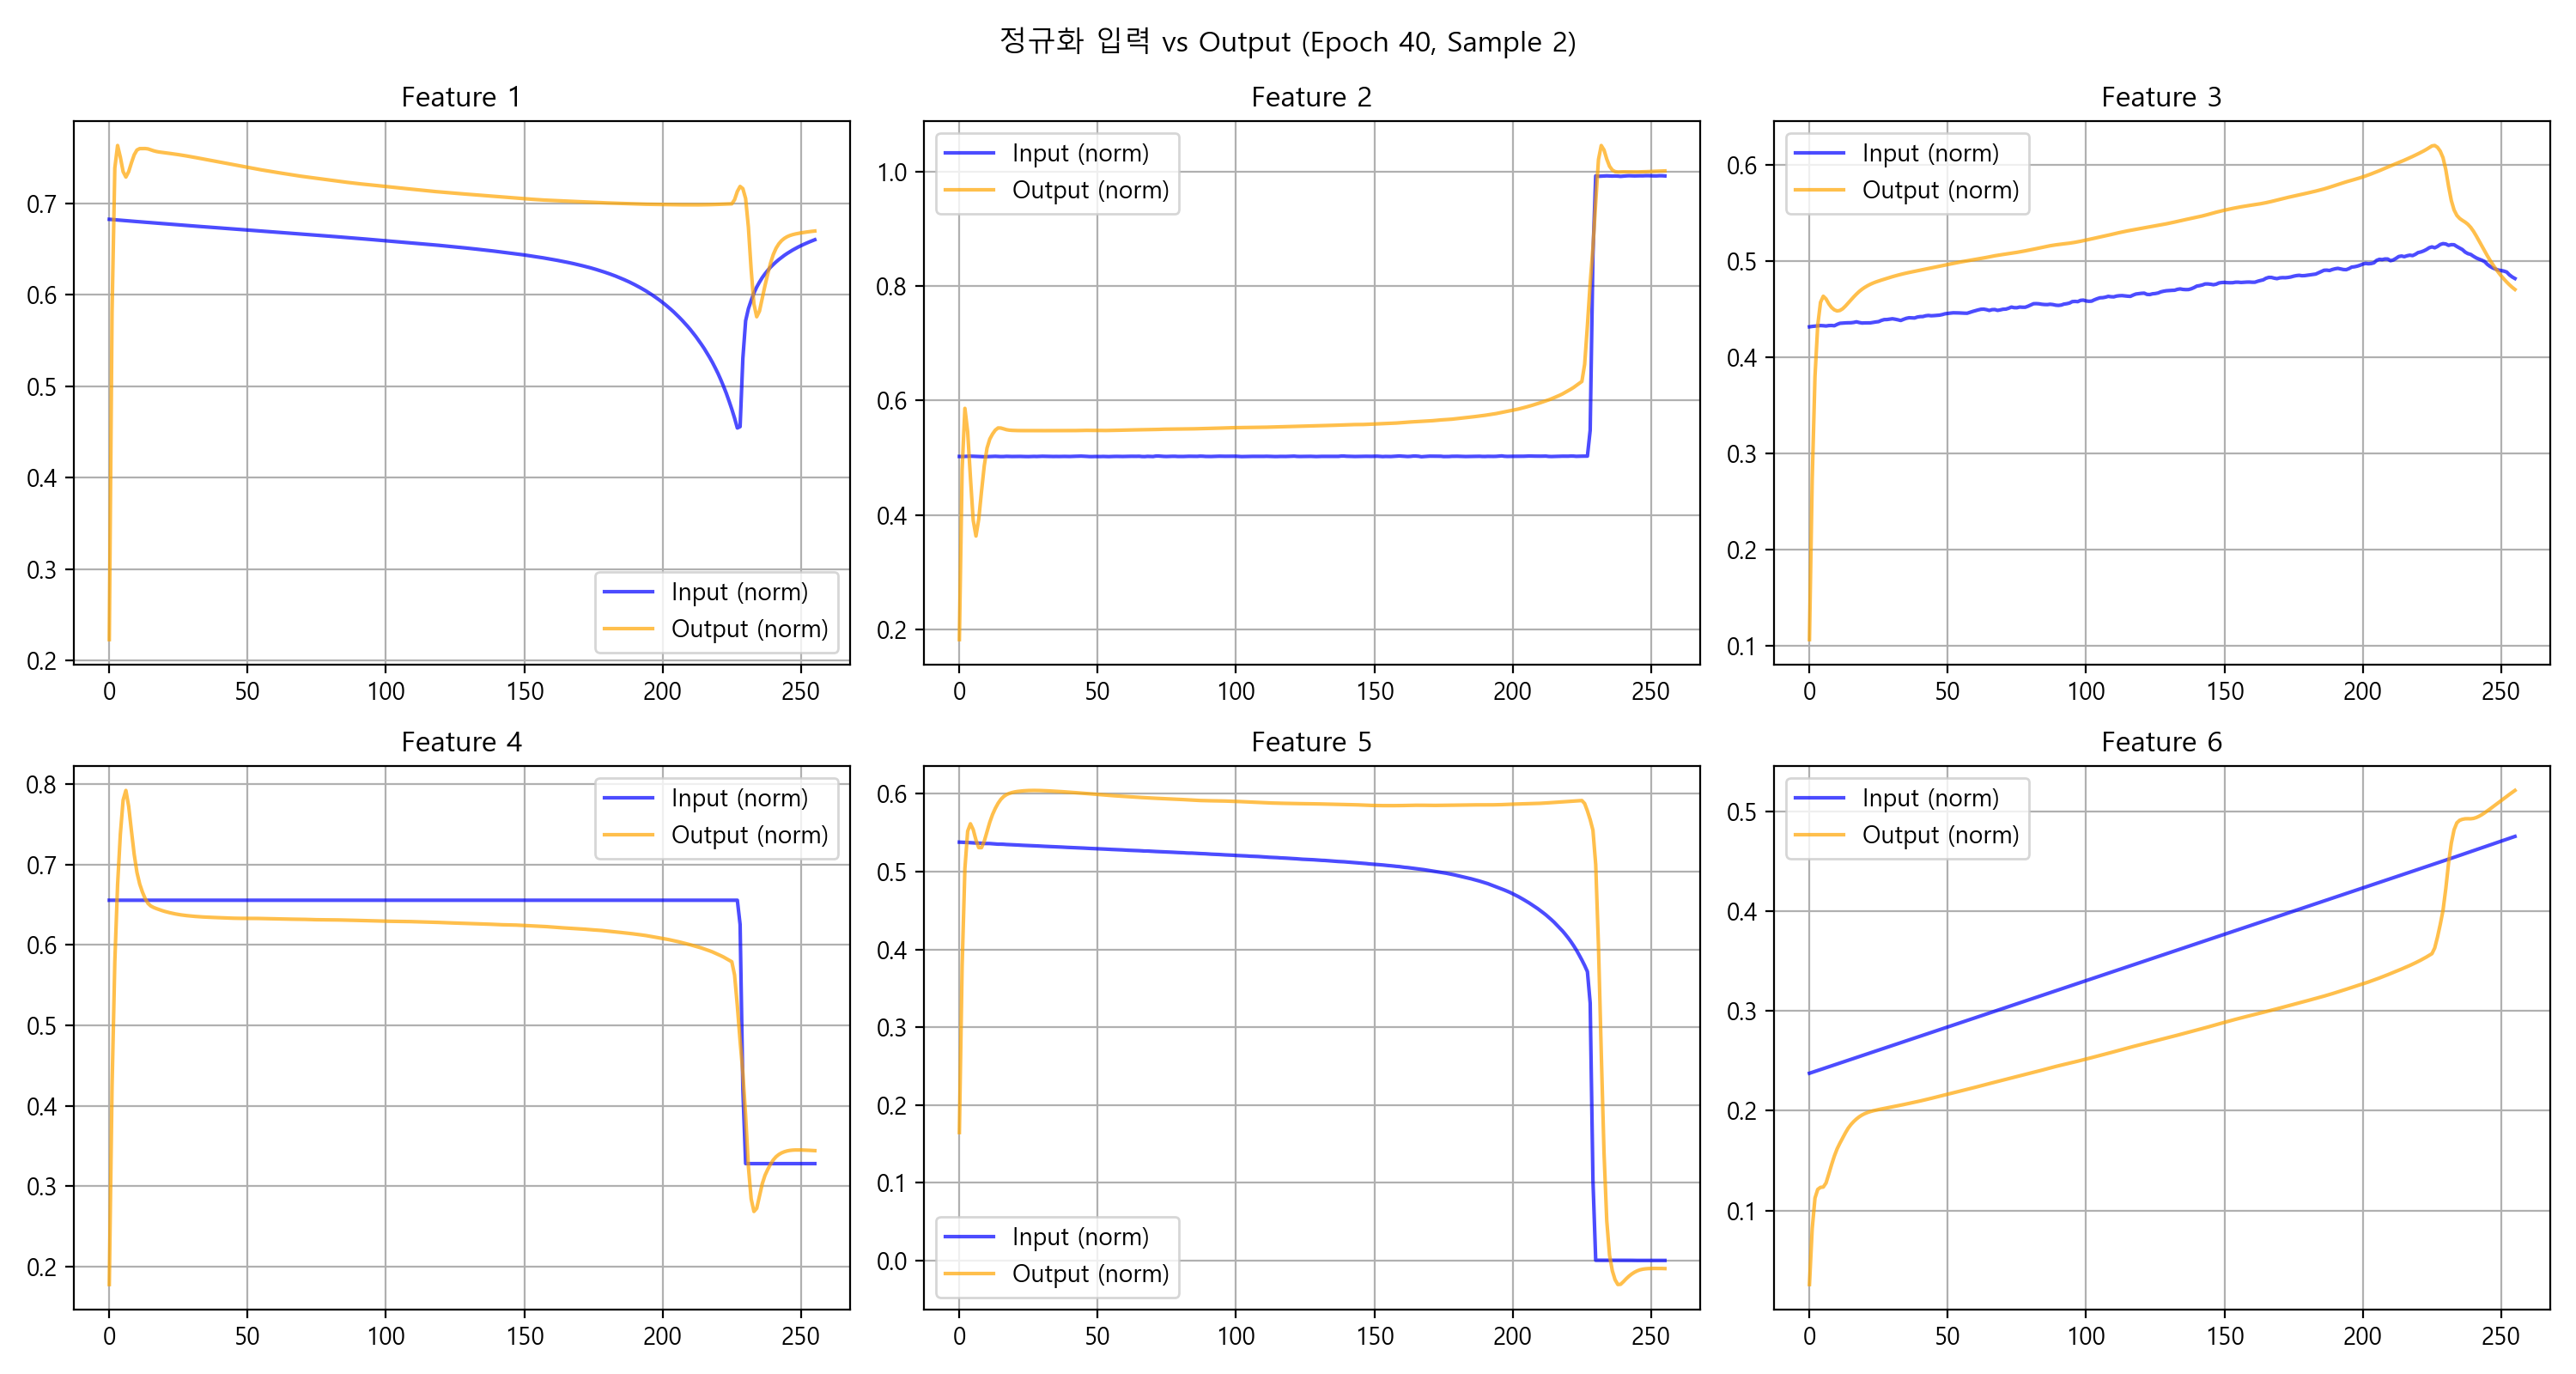 정규화 입력 vs Output (Epoch 40, Sample 2)
Feature 1
0.7
0.6
0.5
0.4
0.3
0.2
0 50 100 150 200 250
Input (norm)
Output (norm)
Feature 2
1.0
0.8
0.6
0.4
0.2
0 50 100 150 200 250
Input (norm)
Output (norm)
Feature 3
0.6
0.5
0.4
0.3
0.2
0.1
0 50 100 150 200 250
Input (norm)
Output (norm)
Feature 4
0.8
0.7
0.6
0.5
0.4
0.3
0.2
0 50 100 150 200 250
Input (norm)
Output (norm)
Feature 5
0.6
0.5
0.4
0.3
0.2
0.1
0.0
0 50 100 150 200 250
Input (norm)
Output (norm)
Feature 6
0.5
0.4
0.3
0.2
0.1
0 50 100 150 200 250
Input (norm)
Output (norm)